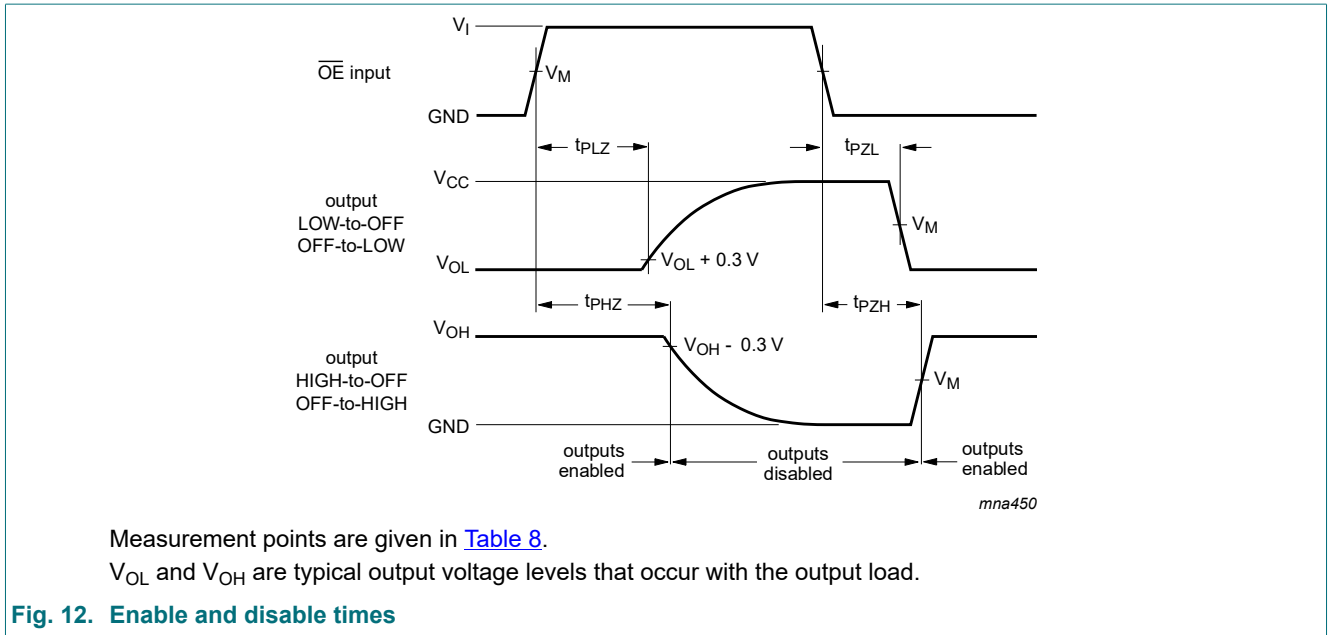 V_I
OE input
V_M
GND
t_PLZ
t_PZL
V_CC
output
LOW-to-OFF
OFF-to-LOW
V_M
V_OL
V_OL + 0.3 V
t_PHZ
t_PZH
V_OH
V_OH - 0.3 V
output
HIGH-to-OFF
OFF-to-HIGH
V_M
GND
outputs
enabled
outputs
disabled
outputs
enabled
mna450
Measurement points are given in Table 8.
V_OL and V_OH are typical output voltage levels that occur with the output load.
Fig. 12. Enable and disable times